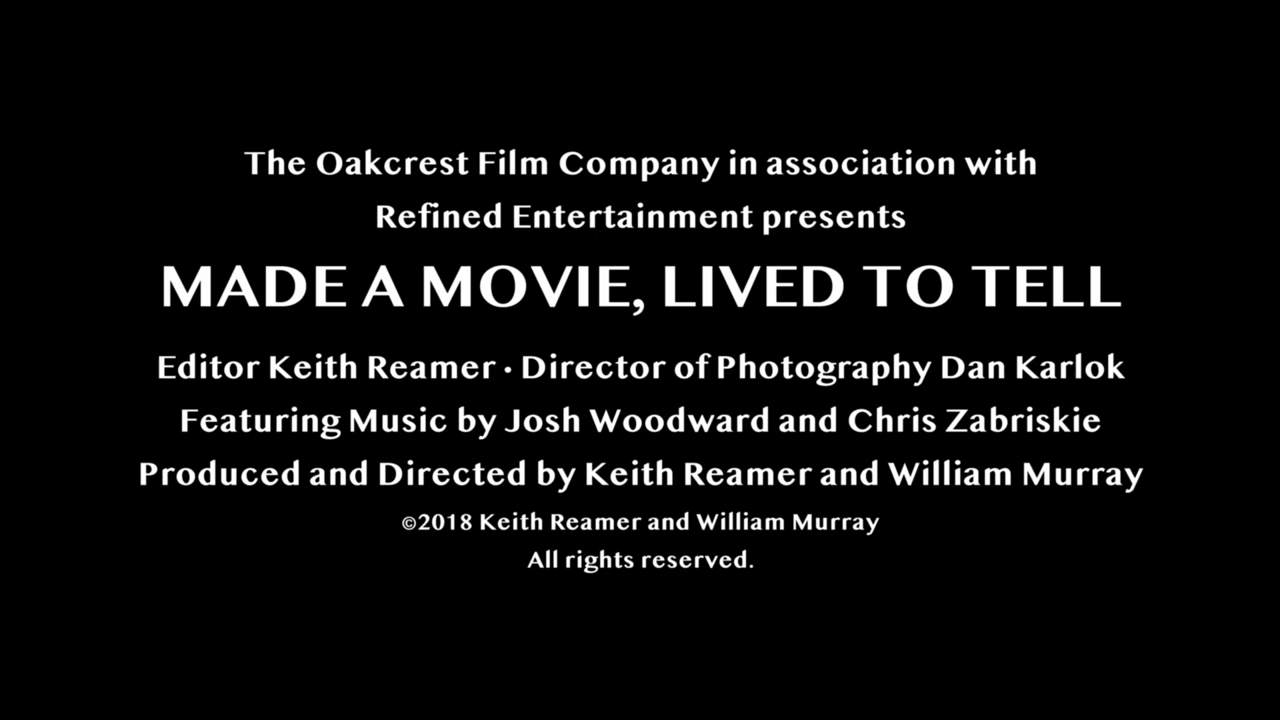 The Oakcrest Film Company in association with
Refined Entertainment presents
MADE A MOVIE, LIVED TO TELL
Editor Keith Reamer · Director of Photography Dan Karlok
Featuring Music by Josh Woodward and Chris Zabriskie
Produced and Directed by Keith Reamer and William Murray
©2018 Keith Reamer and William Murray
All rights reserved.